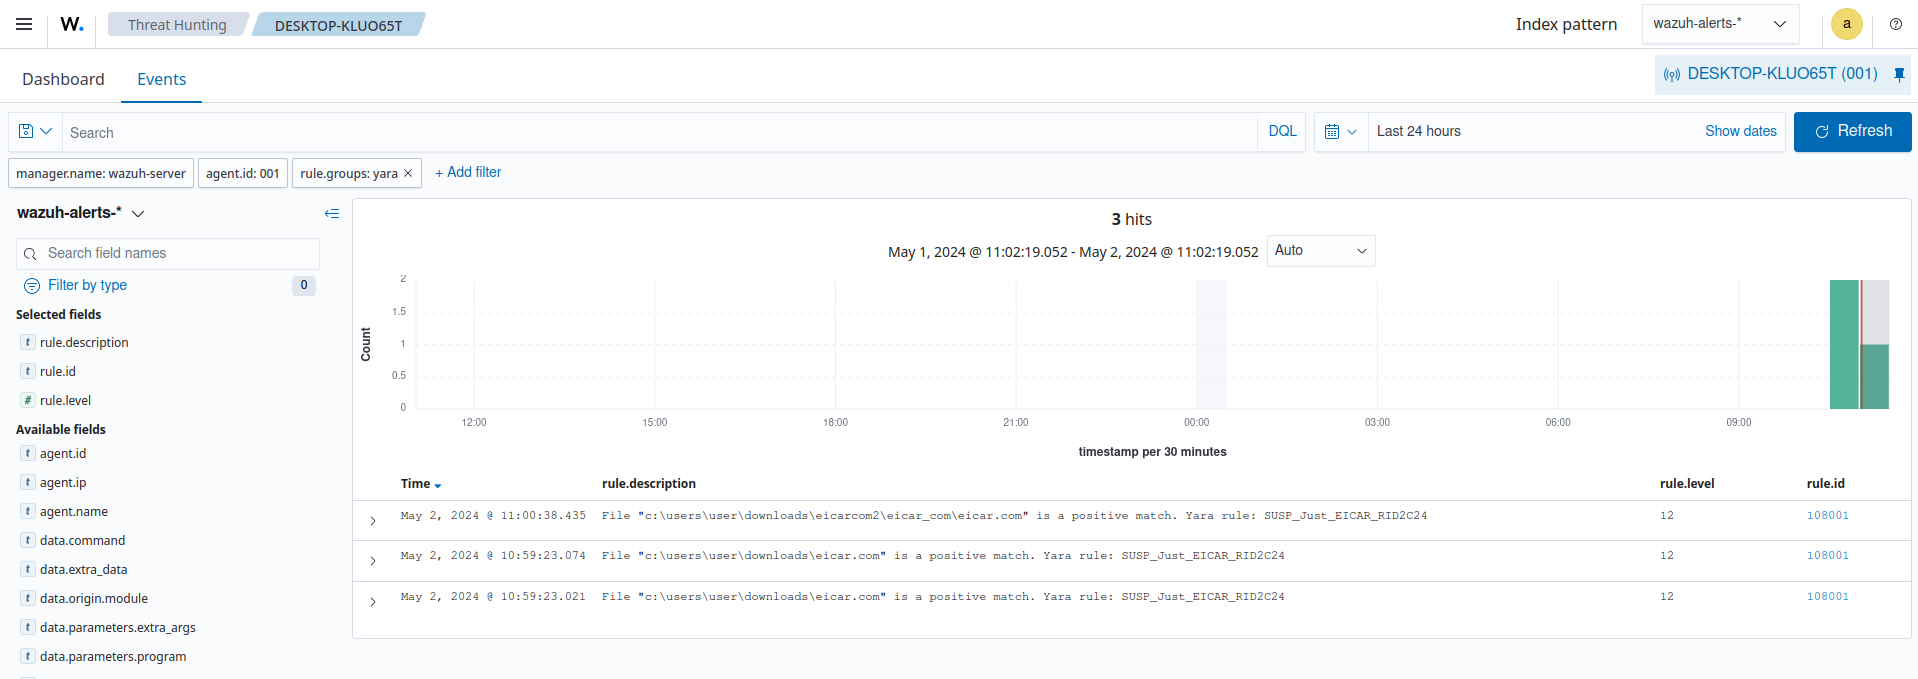 W. Threat Hunting DESKTOP-KLUO65T Index pattern wazuh-alerts-* a
Dashboard Events DESKTOP-KLUO65T (001)
Search DQL Last 24 hours Show dates Refresh
manager.name: wazuh-server agent.id: 001 rule.groups: yara × + Add filter
wazuh-alerts-*
Search field names
Filter by type 0
Selected fields
t rule.description
t rule.id
# rule.level
Available fields
t agent.id
t agent.ip
t agent.name
t data.command
t data.extra_data
t data.origin.module
t data.parameters.extra_args
t data.parameters.program
3 hits
May 1, 2024 @ 11:02:19.052 - May 2, 2024 @ 11:02:19.052 Auto
Count
2
1.5
1
0.5
0
12:00 15:00 18:00 21:00 00:00 03:00 06:00 09:00
timestamp per 30 minutes
Time rule.description rule.level rule.id
May 2, 2024 @ 11:00:38.435 File "c:\users\user\downloads\eicarcom2\eicar_com\eicar.com" is a positive match. Yara rule: SUSP_Just_EICAR_RID2C24 12 108001
May 2, 2024 @ 10:59:23.074 File "c:\users\user\downloads\eicar.com" is a positive match. Yara rule: SUSP_Just_EICAR_RID2C24 12 108001
May 2, 2024 @ 10:59:23.021 File "c:\users\user\downloads\eicar.com" is a positive match. Yara rule: SUSP_Just_EICAR_RID2C24 12 108001